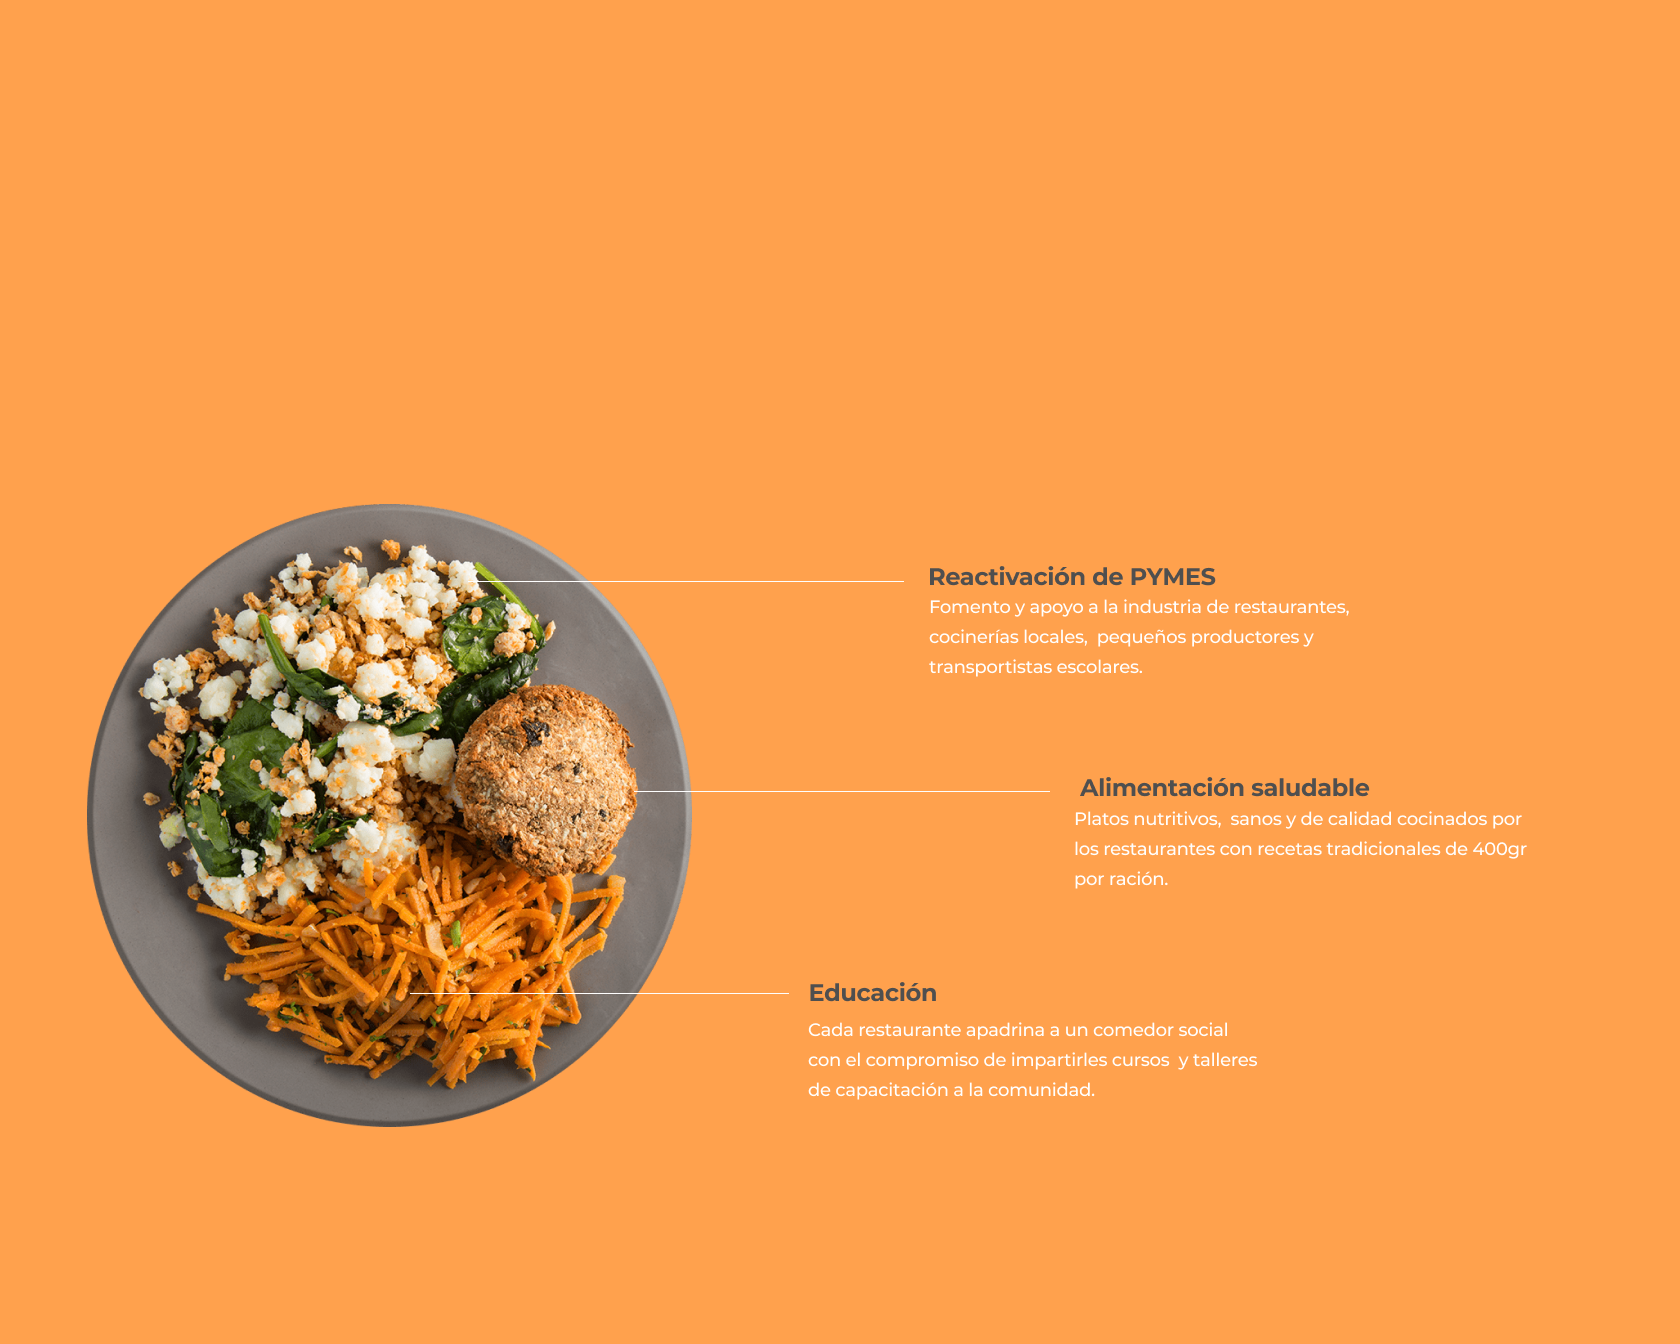 Reactivación de PYMES
Fomento y apoyo a la industria de restaurantes,
cocinerías locales,  pequeños productores y
transportistas escolares.
Alimentación saludable
Platos nutritivos,  sanos y de calidad cocinados por
los restaurantes con recetas tradicionales de 400gr
por ración.
Educación
Cada restaurante apadrina a un comedor social
con el compromiso de impartirles cursos  y talleres
de capacitación a la comunidad.